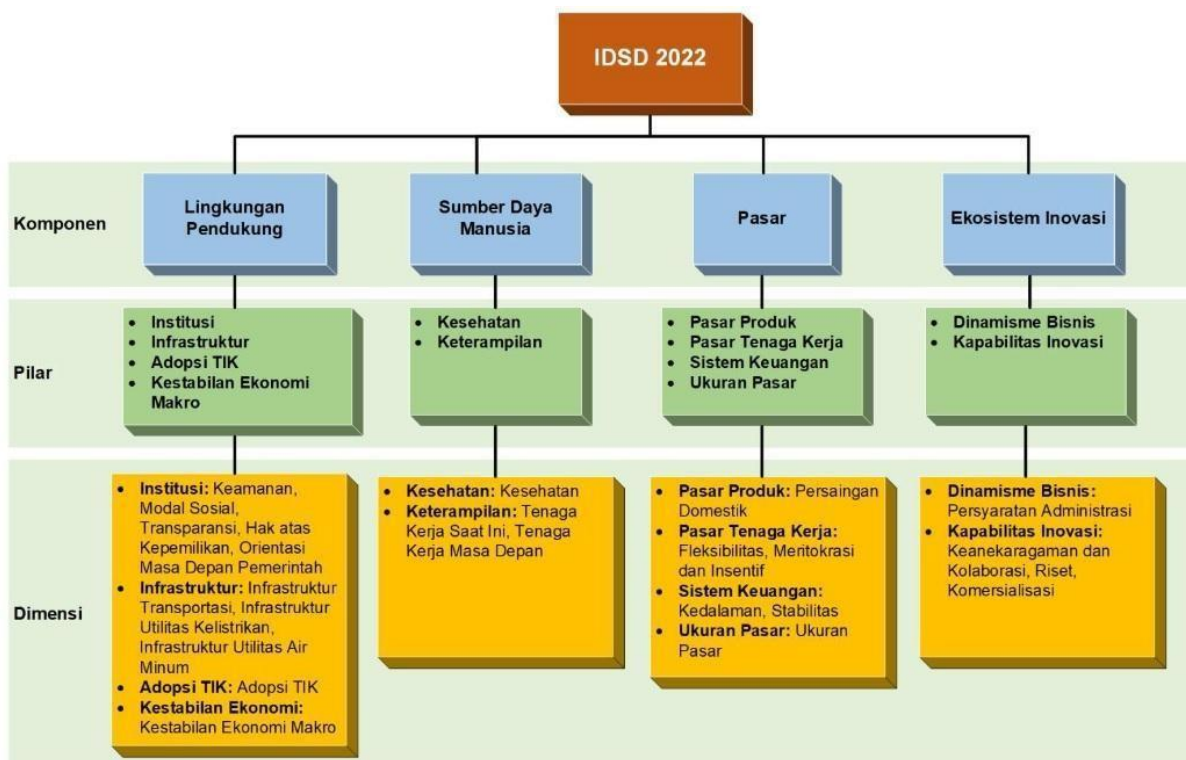 IDSD 2022
Komponen
Lingkungan
Pendukung
Sumber Daya
Manusia
Pasar
Ekosistem Inovasi
Pilar
• Institusi
• Infrastruktur
• Adopsi TIK
• Kestabilan Ekonomi
Makro
• Kesehatan
• Keterampilan
• Pasar Produk
• Pasar Tenaga Kerja
• Sistem Keuangan
• Ukuran Pasar
• Dinamisme Bisnis
• Kapabilitas Inovasi
Dimensi
• Institusi: Keamanan,
Modal Sosial,
Transparansi, Hak atas
Kepemilikan, Orientasi
Masa Depan Pemerintah
• Infrastruktur: Infrastruktur
Transportasi, Infrastruktur
Utilitas Kelistrikan,
Infrastruktur Utilitas Air
Minum
• Adopsi TIK: Adopsi TIK
• Kestabilan Ekonomi:
Kestabilan Ekonomi Makro
• Kesehatan: Kesehatan
• Keterampilan: Tenaga
Kerja Saat Ini, Tenaga
Kerja Masa Depan
• Pasar Produk: Persaingan
Domestik
• Pasar Tenaga Kerja:
Fleksibilitas, Meritokrasi
dan Insentif
• Sistem Keuangan:
Kedalaman, Stabilitas
• Ukuran Pasar: Ukuran
Pasar
• Dinamisme Bisnis:
Persyaratan Administrasi
• Kapabilitas Inovasi:
Keanekaragaman dan
Kolaborasi, Riset,
Komersialisasi